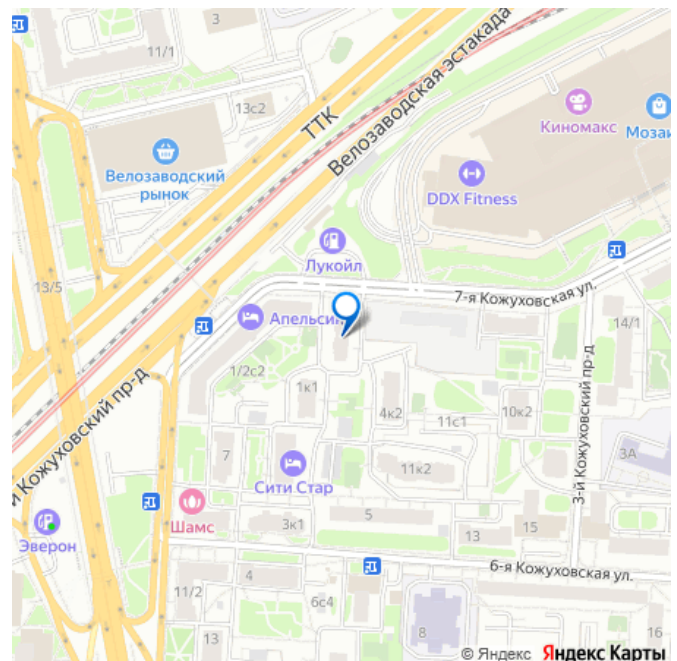 3
11/1
13с2
ТТК
Велозаводская эстакада
Киномакс
Мозаи
Велозаводский
рынок
DDX Fitness
Лукойл
13/5
7-я Кожуховская ул.
Апельсин
14/1
1/2с2
1к1
4к2
11с1
10к2
3-й Кожуховский пр-д
й Кожуховский пр-д
7
Сити Стар
11к2
3А
Шамс
3к1
5
13
15
Эверон
6-я Кожуховская ул.
11/2
4
6с4
13
8
16
© Яндекс Яндекс Карты